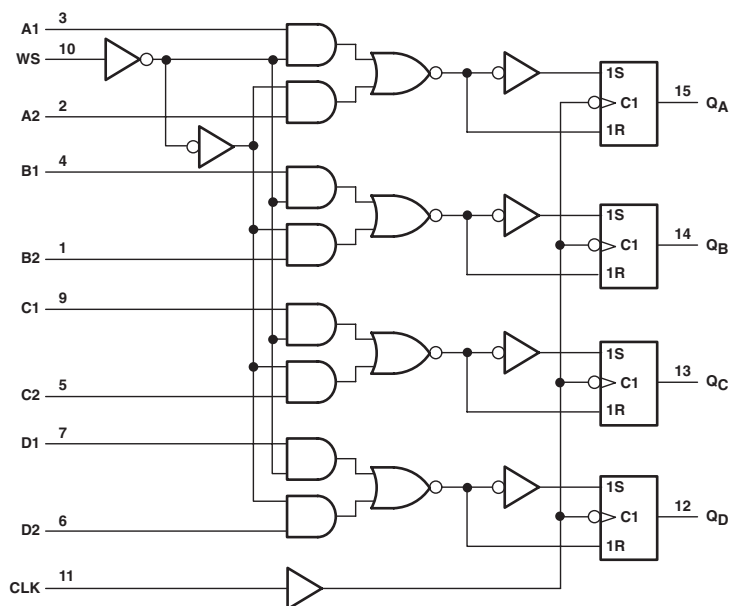 A1 3
WS 10
1S
C1
1R
15 QA
A2 2
B1 4
1S
C1
1R
14 QB
B2 1
C1 9
1S
C1
1R
13 QC
C2 5
D1 7
1S
C1
1R
12 QD
D2 6
CLK 11